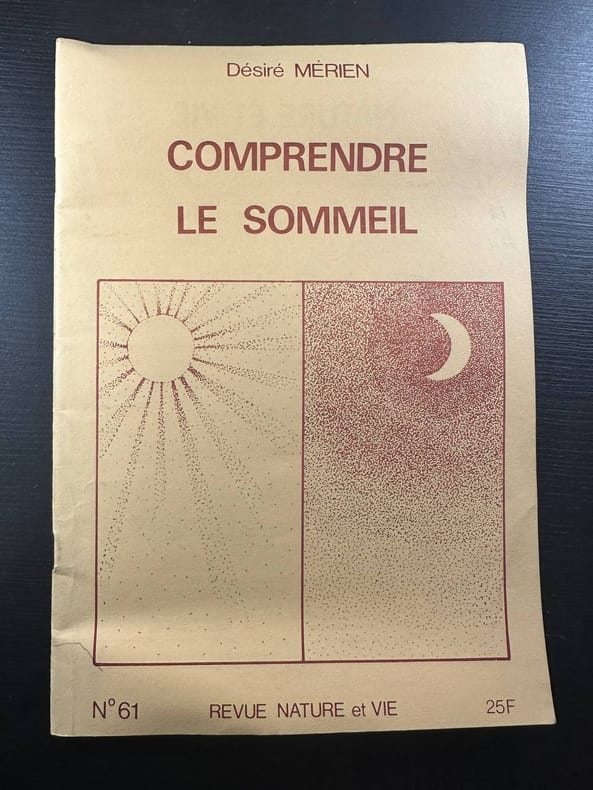 Désiré MÉRIEN
COMPRENDRE
LE SOMMEIL
N° 61 REVUE NATURE et VIE 25F